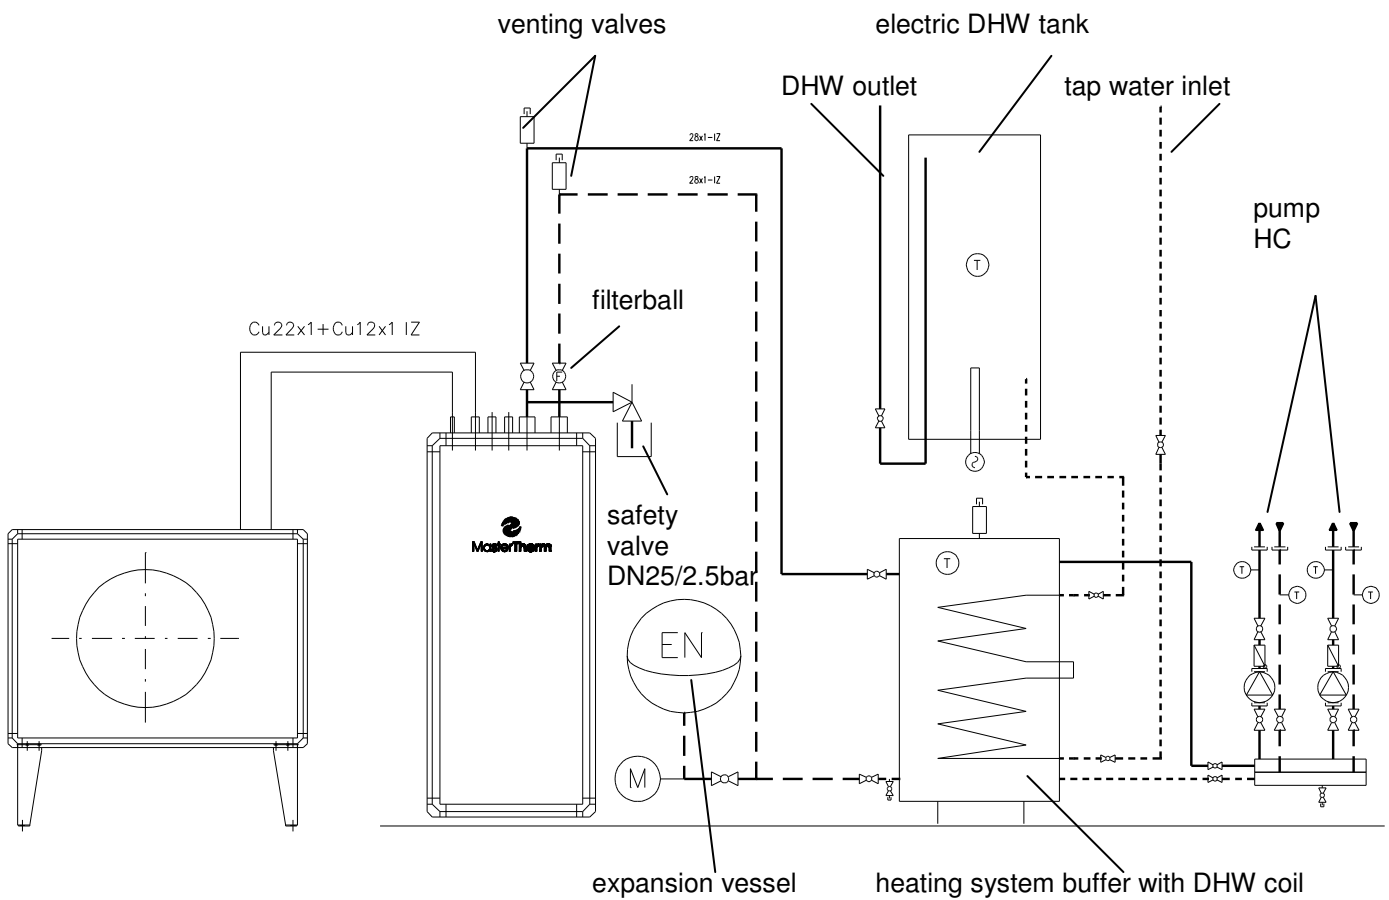 venting valves
electric DHW tank
DHW outlet
tap water inlet
28x1-IZ
28x1-IZ
pump
HC
T
filterball
Cu22x1+Cu12x1 IZ
F
safety
valve
DN25/2.5bar
MasterTherm
T
T
T
T
T
EN
M
expansion vessel
heating system buffer with DHW coil